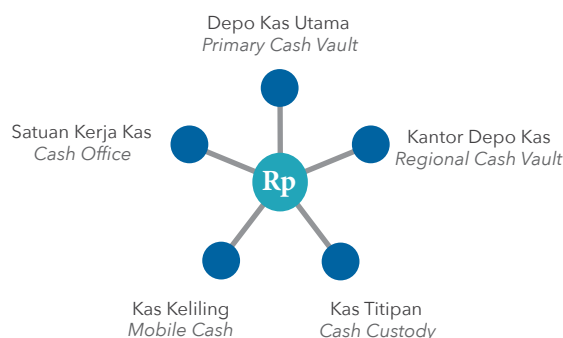 Depo Kas Utama
Primary Cash Vault
Satuan Kerja Kas
Cash Office
Kantor Depo Kas
Regional Cash Vault
Rp
Kas Keliling
Mobile Cash
Kas Titipan
Cash Custody